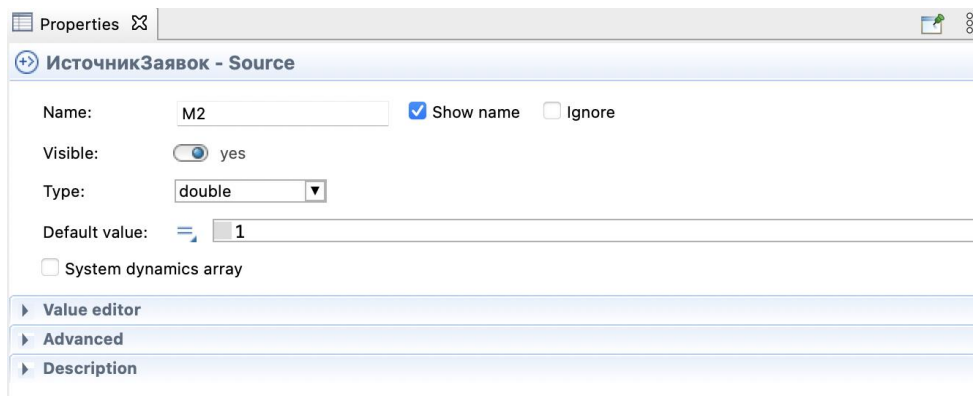 Properties
ИсточникЗаявок - Source
Name: M2 Show name Ignore
Visible: yes
Type: double
Default value: 1
System dynamics array
Value editor
Advanced
Description